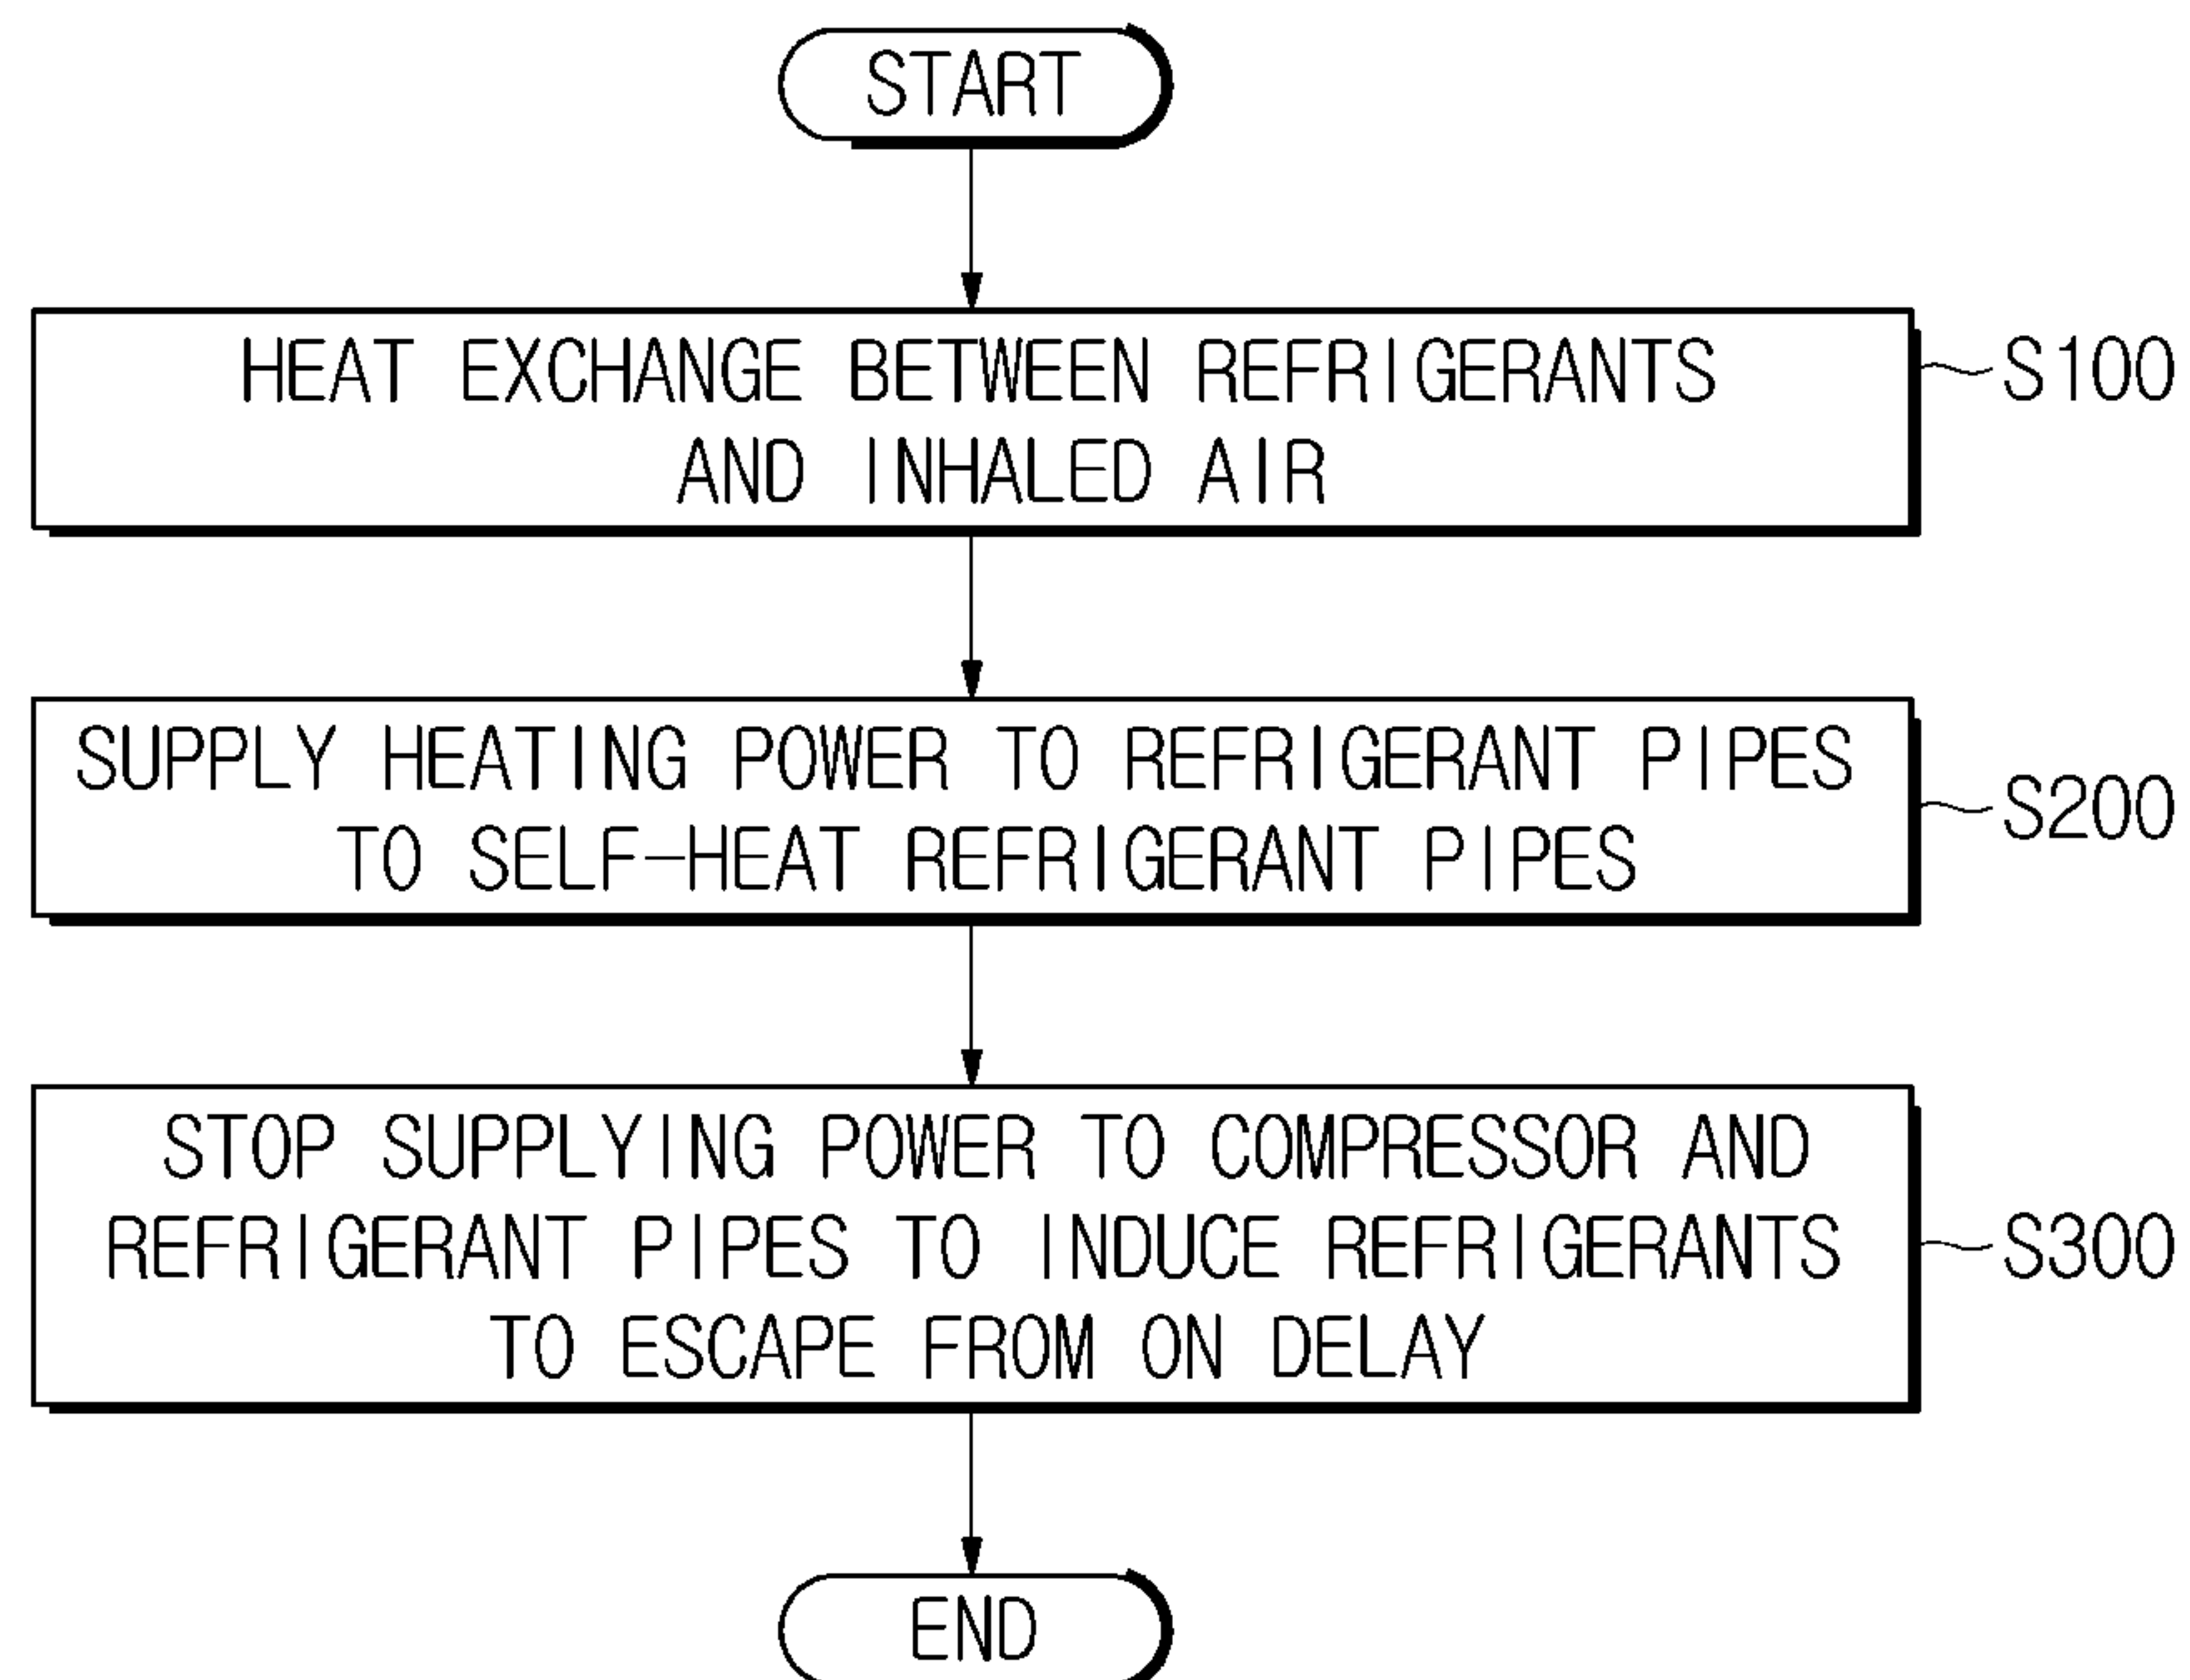 START
HEAT EXCHANGE BETWEEN REFRIGERANTS
AND INHALED AIR
S100
SUPPLY HEATING POWER TO REFRIGERANT PIPES
TO SELF-HEAT REFRIGERANT PIPES
S200
STOP SUPPLYING POWER TO COMPRESSOR AND
REFRIGERANT PIPES TO INDUCE REFRIGERANTS
TO ESCAPE FROM ON DELAY
S300
END